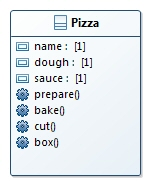 Pizza
name : [1]
dough : [1]
sauce : [1]
prepare()
bake()
cut()
box()